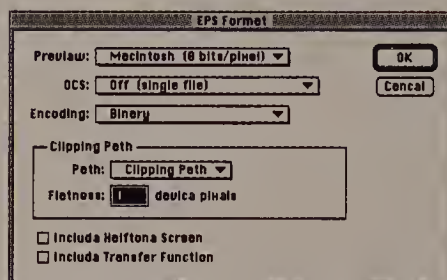 EPS Format
Preview: Macintosh (8 bits/pixel)
OK
DCS: Off (single file)
Cancel
Encoding: Binary
Clipping Path
Path: Clipping Path
Flatness: 1 device pixels
Include Halftone Screen
Include Transfer Function